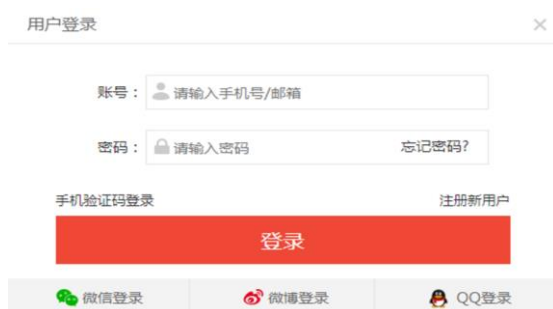 用户登录
账号：请输入手机号/邮箱
密码：请输入密码 忘记密码?
手机验证码登录 注册新用户
登录
微信登录 微博登录 QQ登录